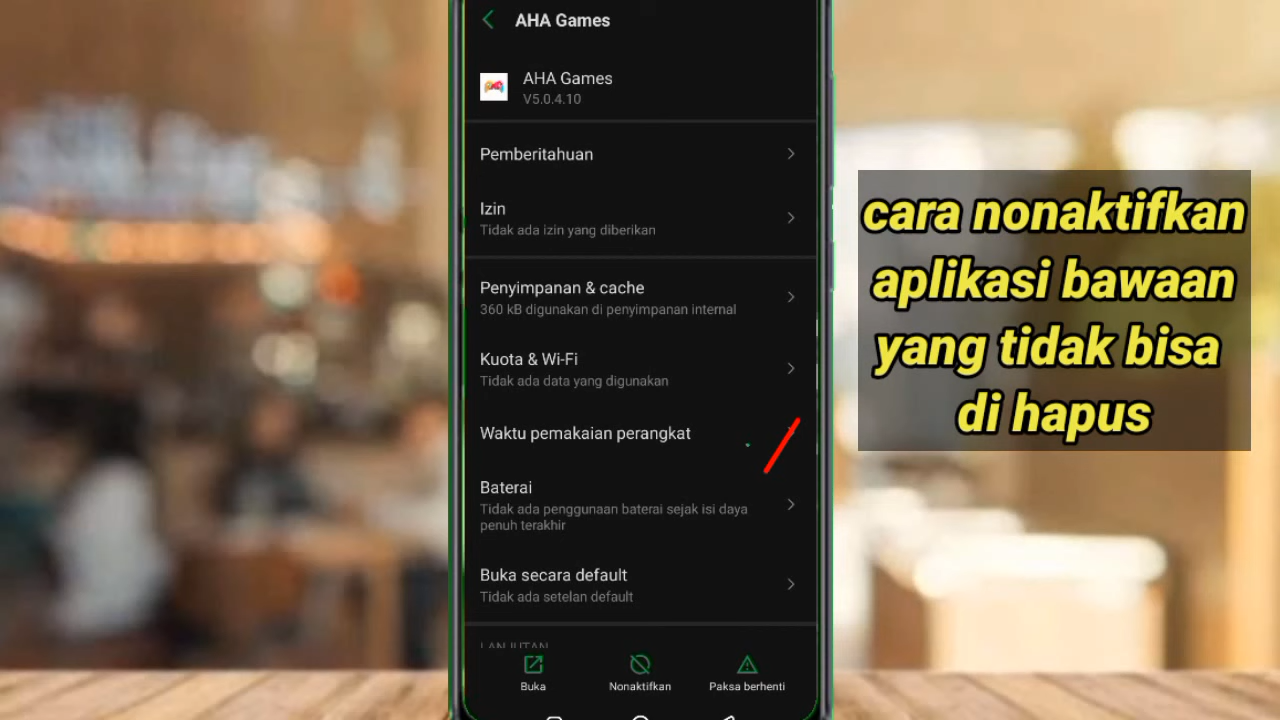 AHA Games
AHA Games
V5.0.4.10
Pemberitahuan
Izin
Tidak ada izin yang diberikan
Penyimpanan & cache
360 kB digunakan di penyimpanan internal
Kuota & Wi-Fi
Tidak ada data yang digunakan
Waktu pemakaian perangkat
Baterai
Tidak ada penggunaan baterai sejak isi daya
penuh terakhir
Buka secara default
Tidak ada setelan default
LANJUTAN
Buka
Nonaktifkan
Paksa berhenti
cara nonaktifkan
aplikasi bawaan
yang tidak bisa
di hapus